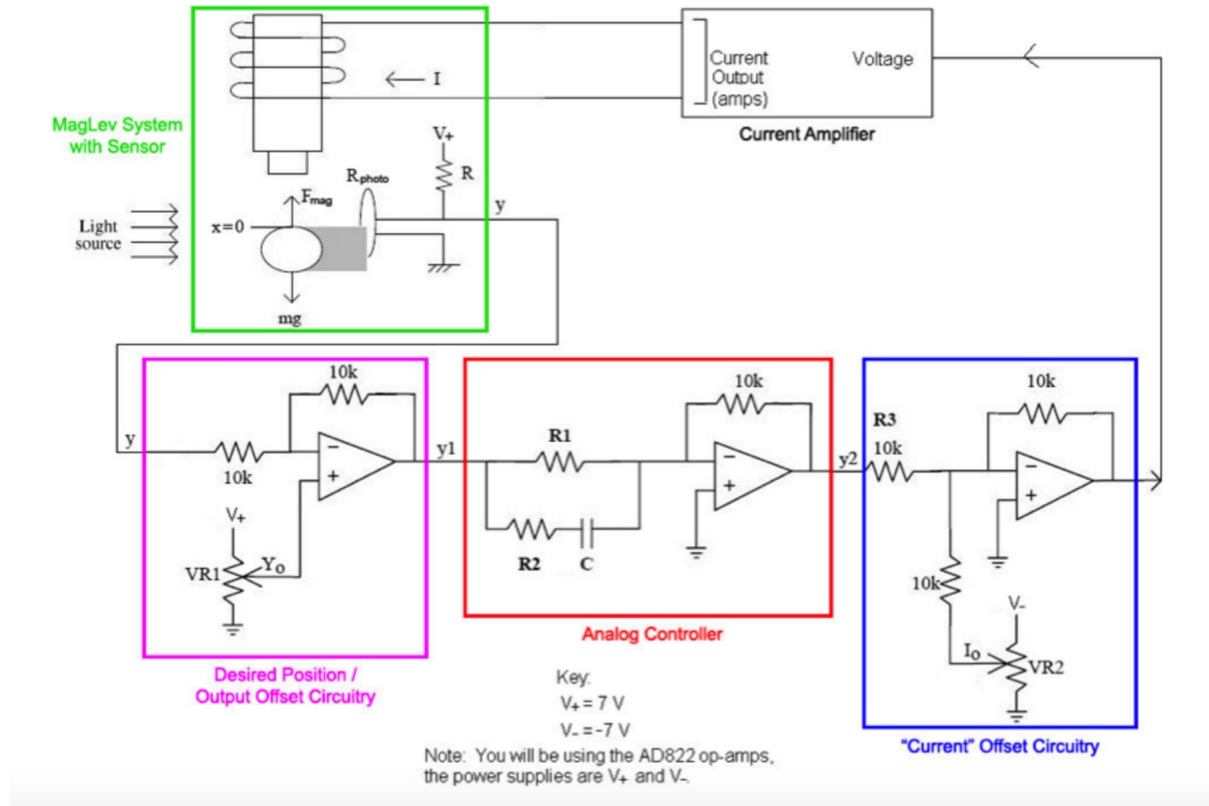 MagLev System
with Sensor
I
V+
R
Rphoto
Fmag
y
Light
source
x=0
mg
Current
Output
(amps)
Voltage
Current Amplifier
y
10k
10k
V+
VR1
Yo
y1
Desired Position /
Output Offset Circuitry
R1
R2
C
10k
y2
Analog Controller
R3
10k
10k
10k
V-
Io
VR2
"Current" Offset Circuitry
Key:
V+ = 7 V
V- = -7 V
Note: You will be using the AD822 op-amps,
the power supplies are V+ and V-.